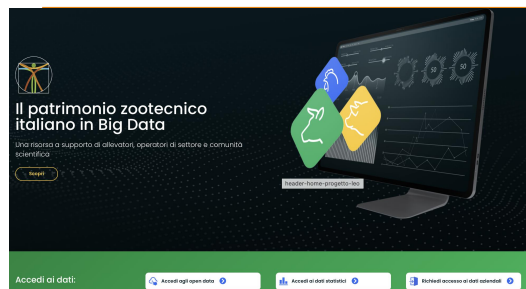 Il patrimonio zootecnico
italiano in Big Data
Una risorsa a supporto di allevatori, operatori di settore e comunità
scientifica
Scopri
header-home-progetto-leo
50
50
Accedi ai dati:
Accedi agli open data
Accedi ai dati statistici
Richiedi accesso ai dati aziendali